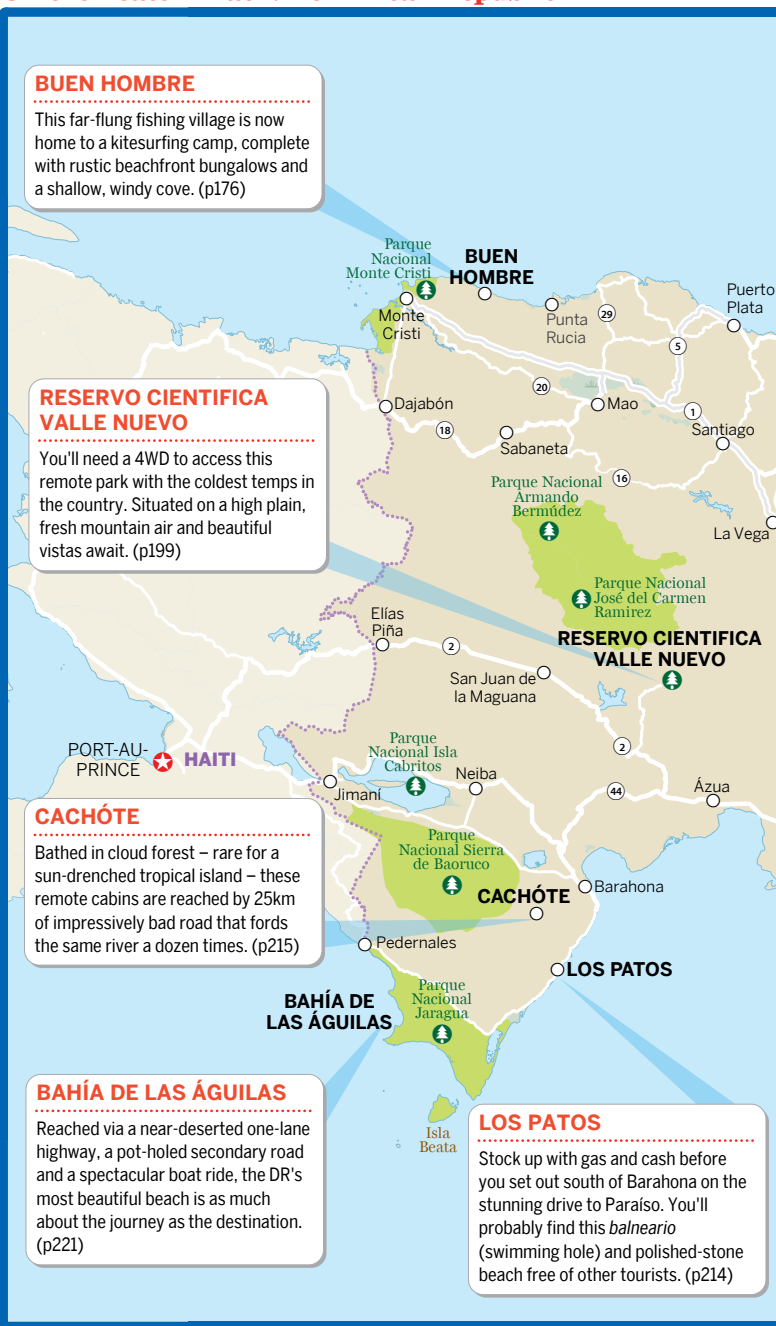 BUEN HOMBRE
This far-flung fishing village is now
home to a kitesurfing camp, complete
with rustic beachfront bungalows and
a shallow, windy cove. (p176)
Parque
Nacional
Monte Cristi
BUEN
HOMBRE
Monte
Cristi
Punta
Rucia
29
Puerto
Plata
5
RESERVO CIENTIFICA
VALLE NUEVO
You'll need a 4WD to access this
remote park with the coldest temps in
the country. Situated on a high plain,
fresh mountain air and beautiful
vistas await. (p199)
Dajabón
20
Mao
1
18
Sabaneta
Santiago
16
Parque Nacional
Armando
Bermúdez
La Vega
Parque Nacional
José del Carmen
Ramirez
Elías
Piña
2
RESERVO CIENTIFICA
VALLE NUEVO
San Juan de
la Maguana
2
PORT-AU-
PRINCE
HAITI
Parque
Nacional Isla
Cabritos
Jimaní
Neiba
44
Ázua
CACHÓTE
Bathed in cloud forest – rare for a
sun-drenched tropical island – these
remote cabins are reached by 25km
of impressively bad road that fords
the same river a dozen times. (p215)
Parque
Nacional Sierra
de Baoruco
CACHÓTE
Barahona
Pedernales
LOS PATOS
BAHÍA DE
LAS ÁGUILAS
Parque
Nacional
Jaragua
Isla
Beata
BAHÍA DE LAS ÁGUILAS
Reached via a near-deserted one-lane
highway, a pot-holed secondary road
and a spectacular boat ride, the DR's
most beautiful beach is as much
about the journey as the destination.
(p221)
LOS PATOS
Stock up with gas and cash before
you set out south of Barahona on the
stunning drive to Paraíso. You'll
probably find this balneario
(swimming hole) and polished-stone
beach free of other tourists. (p214)